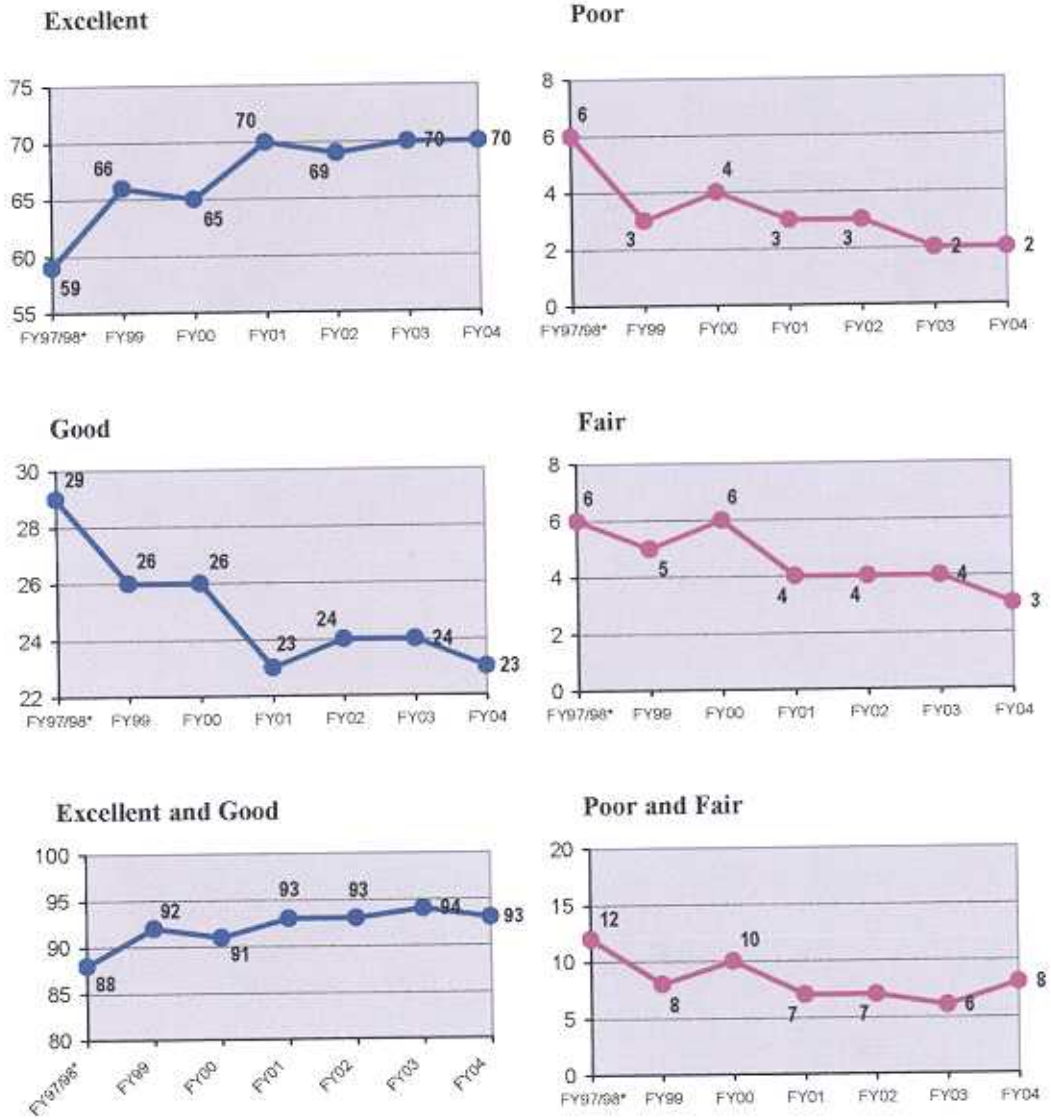 Excellent
75
70
65
60
55
59
66
65
70
69
70
70
FY97/98*
FY99
FY00
FY01
FY02
FY03
FY04
Poor
8
6
4
2
0
6
3
4
3
3
2
2
FY97/98*
FY99
FY00
FY01
FY02
FY03
FY04
Good
30
28
26
24
22
29
26
26
23
24
24
23
FY97/98*
FY99
FY00
FY01
FY02
FY03
FY04
Fair
8
6
4
2
0
6
5
6
4
4
4
3
FY97/98*
FY99
FY00
FY01
FY02
FY03
FY04
Excellent and Good
100
95
90
85
80
88
92
91
93
93
94
93
FY97/98*
FY99
FY00
FY01
FY02
FY03
FY04
Poor and Fair
20
15
10
5
0
12
8
10
7
7
6
8
FY97/98*
FY99
FY00
FY01
FY02
FY03
FY04